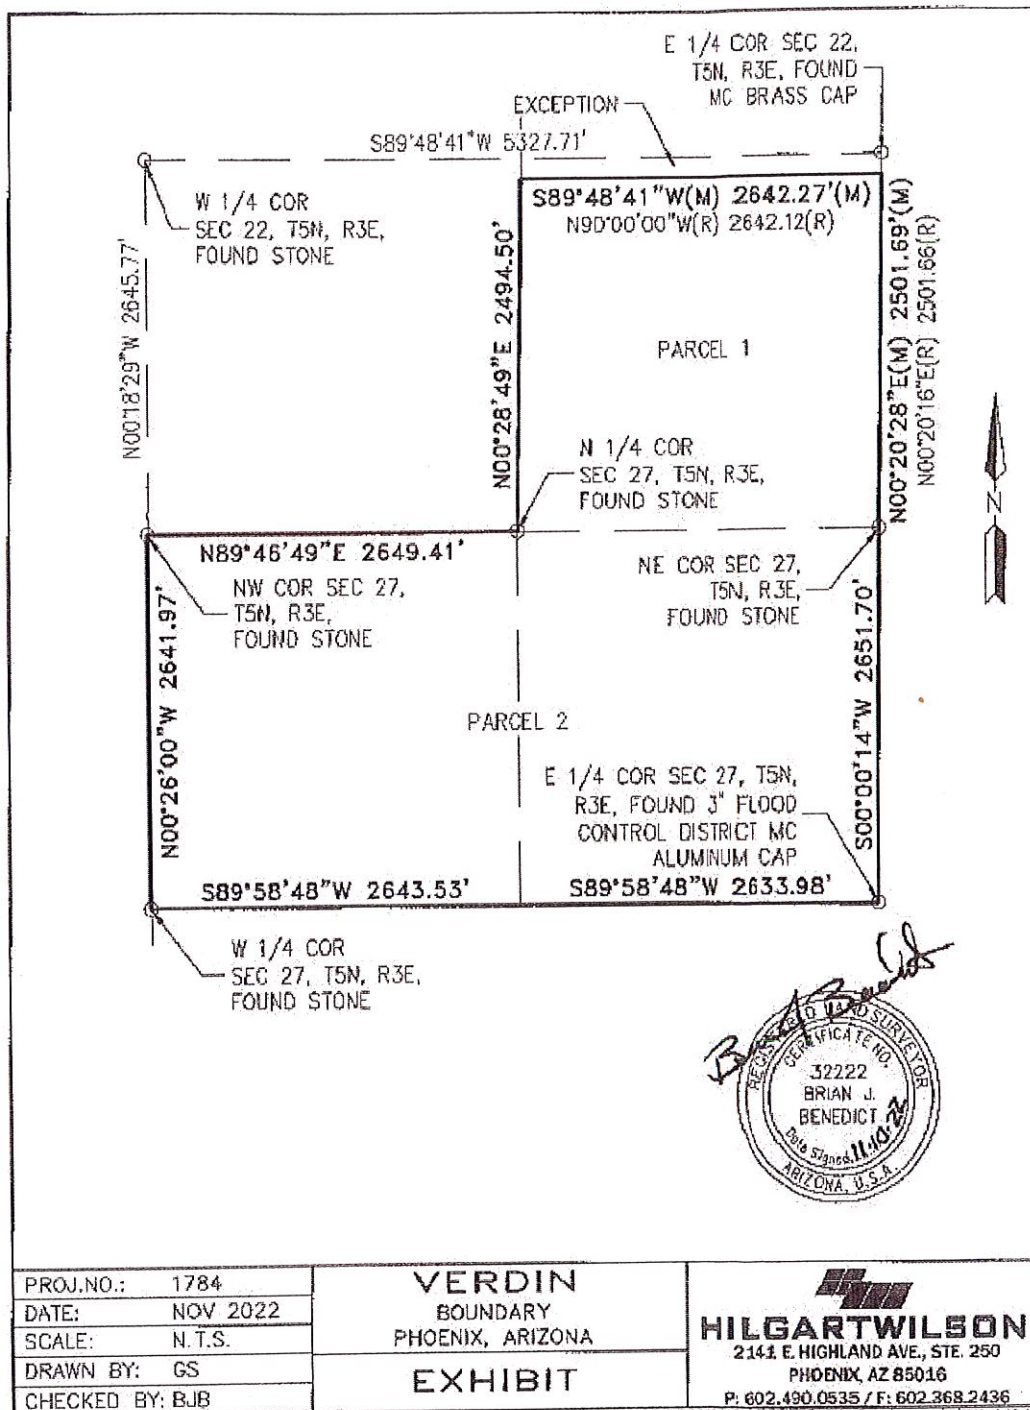 E 1/4 COR SEC 22,
T5N, R3E, FOUND
MC BRASS CAP
EXCEPTION
S89°48'41"W 5327.71'
W 1/4 COR
SEC 22, T5N, R3E,
FOUND STONE
S89°48'41"W(M) 2642.27'(M)
N90°00'00"W(R) 2642.12(R)
N00°18'29"W 2645.77'
N00°28'49"E 2494.50'
PARCEL 1
N00°20'28"E(M) 2501.69'(M)
N00°20'16"E(R) 2501.66(R)
N 1/4 COR
SEC 27, T5N, R3E,
FOUND STONE
N
N89°46'49"E 2649.41'
NW COR SEC 27,
T5N, R3E,
FOUND STONE
NE COR SEC 27,
T5N, R3E,
FOUND STONE
N00°26'00"W 2641.97'
S00°00'14"W 2651.70'
PARCEL 2
E 1/4 COR SEC 27, T5N,
R3E, FOUND 3" FLOOD
CONTROL DISTRICT MC
ALUMINUM CAP
S89°58'48"W 2643.53'
S89°58'48"W 2633.98'
W 1/4 COR
SEC 27, T5N, R3E,
FOUND STONE
REGISTERED LAND SURVEYOR
CERTIFICATE NO.
32222
BRIAN J.
BENEDICT
Date Signed 11.10.22
ARIZONA, U.S.A.
PROJ.NO.: 1784
DATE: NOV 2022
SCALE: N.T.S.
DRAWN BY: GS
CHECKED BY: BJB
VERDIN
BOUNDARY
PHOENIX, ARIZONA
EXHIBIT
HILGARTWILSON
2141 E. HIGHLAND AVE., STE. 250
PHOENIX, AZ 85016
P: 602.490.0535 / F: 602.368.2436